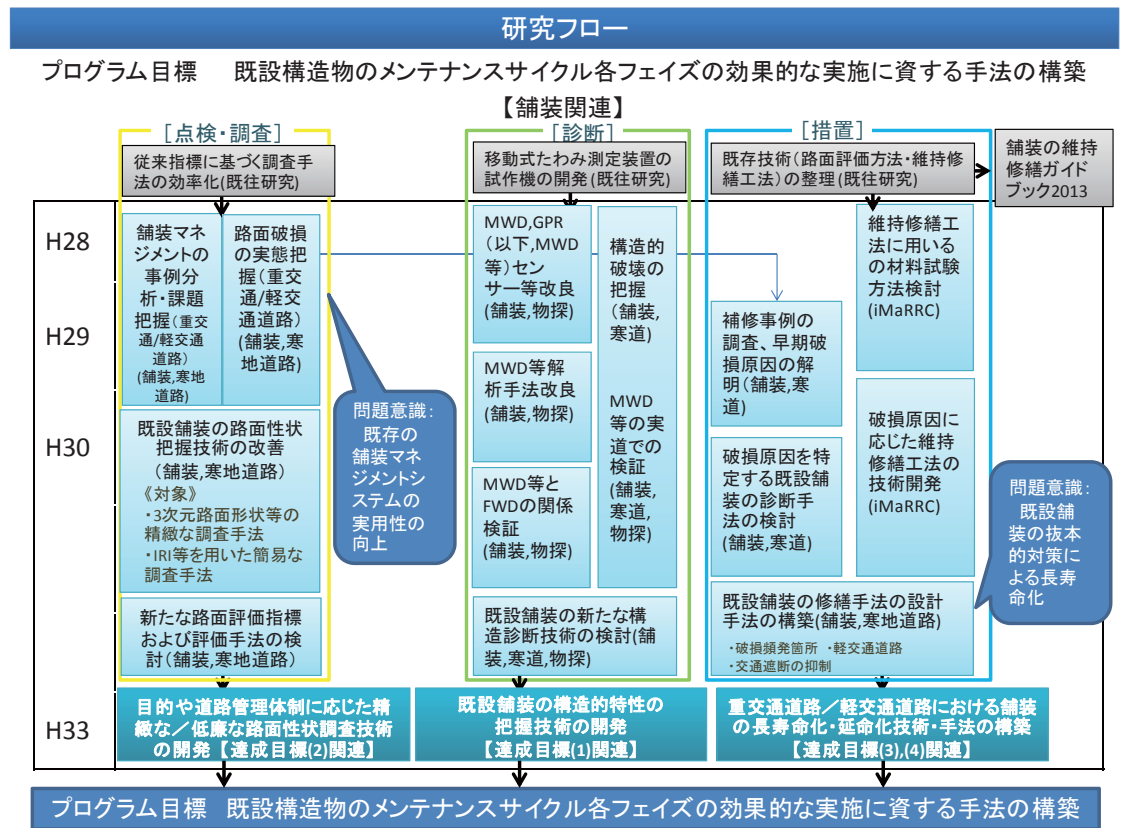 研究フロー
プログラム目標　既設構造物のメンテナンスサイクル各フェイズの効果的な実施に資する手法の構築
【舗装関連】
［点検・調査］
従来指標に基づく調査手
法の効率化(既往研究)
舗装マネ
ジメントの
事例分
析・課題
把握(重交
通/軽交通
道路)
(舗装,寒地
道路)
路面破損
の実態把
握(重交
通/軽交
通道路)
(舗装,寒
地道路)
既設舗装の路面性状
把握技術の改善
(舗装,寒地道路)
《対象》
・3次元路面形状等の
精緻な調査手法
・IRI等を用いた簡易な
調査手法
新たな路面評価指標
および評価手法の検
討(舗装,寒地道路)
問題意識：
既存の
舗装マネ
ジメントシ
ステムの
実用性の
向上
［診断］
移動式たわみ測定装置の
試作機の開発(既往研究)
MWD,GPR
(以下,MWD
等)セン
サー等改良
(舗装,物探)
MWD等解
析手法改良
(舗装,物探)
MWD等と
FWDの関係
検証
(舗装,物探)
構造的
破壊の
把握
(舗装,
寒道)
MWD
等の実
道での
検証
(舗装,
寒道,
物探)
既設舗装の新たな構
造診断技術の検討(舗
装,寒道,物探)
［措置］
既存技術(路面評価方法・維持修
繕工法)の整理(既往研究)
舗装の維持
修繕ガイド
ブック2013
補修事例の
調査、早期破
損原因の解
明(舗装,寒
道)
破損原因を特
定する既設舗
装の診断手
法の検討
(舗装,寒道)
維持修繕工
法に用いる
の材料試験
方法検討
(iMaRRC)
破損原因に
応じた維持
修繕工法の
技術開発
(iMaRRC)
既設舗装の修繕手法の設計
手法の構築(舗装,寒地道路)
・破損頻発箇所 ・軽交通道路
・交通遮断の抑制
問題意識：
既設舗
装の抜本
的対策に
よる長寿
命化
H28
H29
H30
H33
目的や道路管理体制に応じた精
緻な／低廉な路面性状調査技術
の開発【達成目標(2)関連】
既設舗装の構造的特性の
把握技術の開発
【達成目標(1)関連】
重交通道路／軽交通道路における舗装
の長寿命化・延命化技術・手法の構築
【達成目標(3),(4)関連】
プログラム目標　既設構造物のメンテナンスサイクル各フェイズの効果的な実施に資する手法の構築